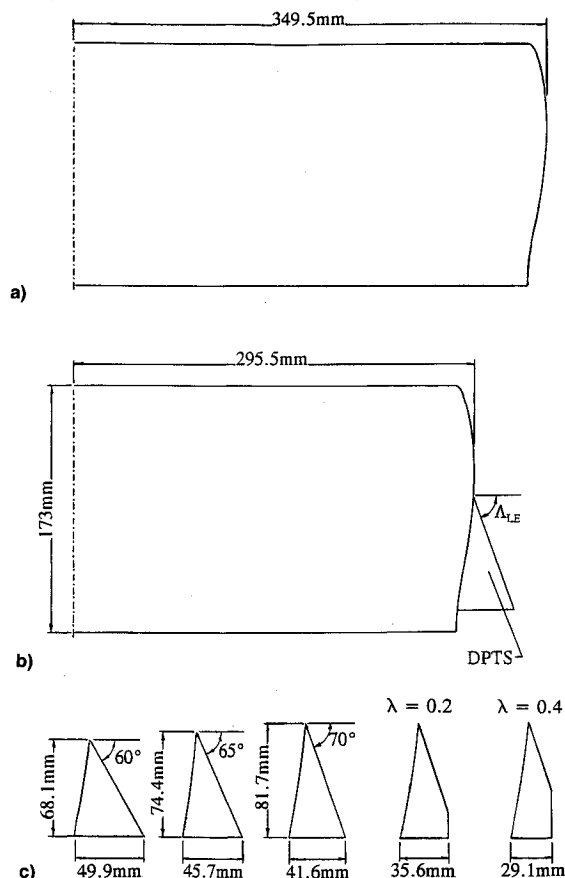 349.5mm
a)
295.5mm
173mm
Λ_LE
DPTS
b)
λ = 0.2
λ = 0.4
68.1mm
60°
74.4mm
65°
81.7mm
70°
c)
49.9mm
45.7mm
41.6mm
35.6mm
29.1mm